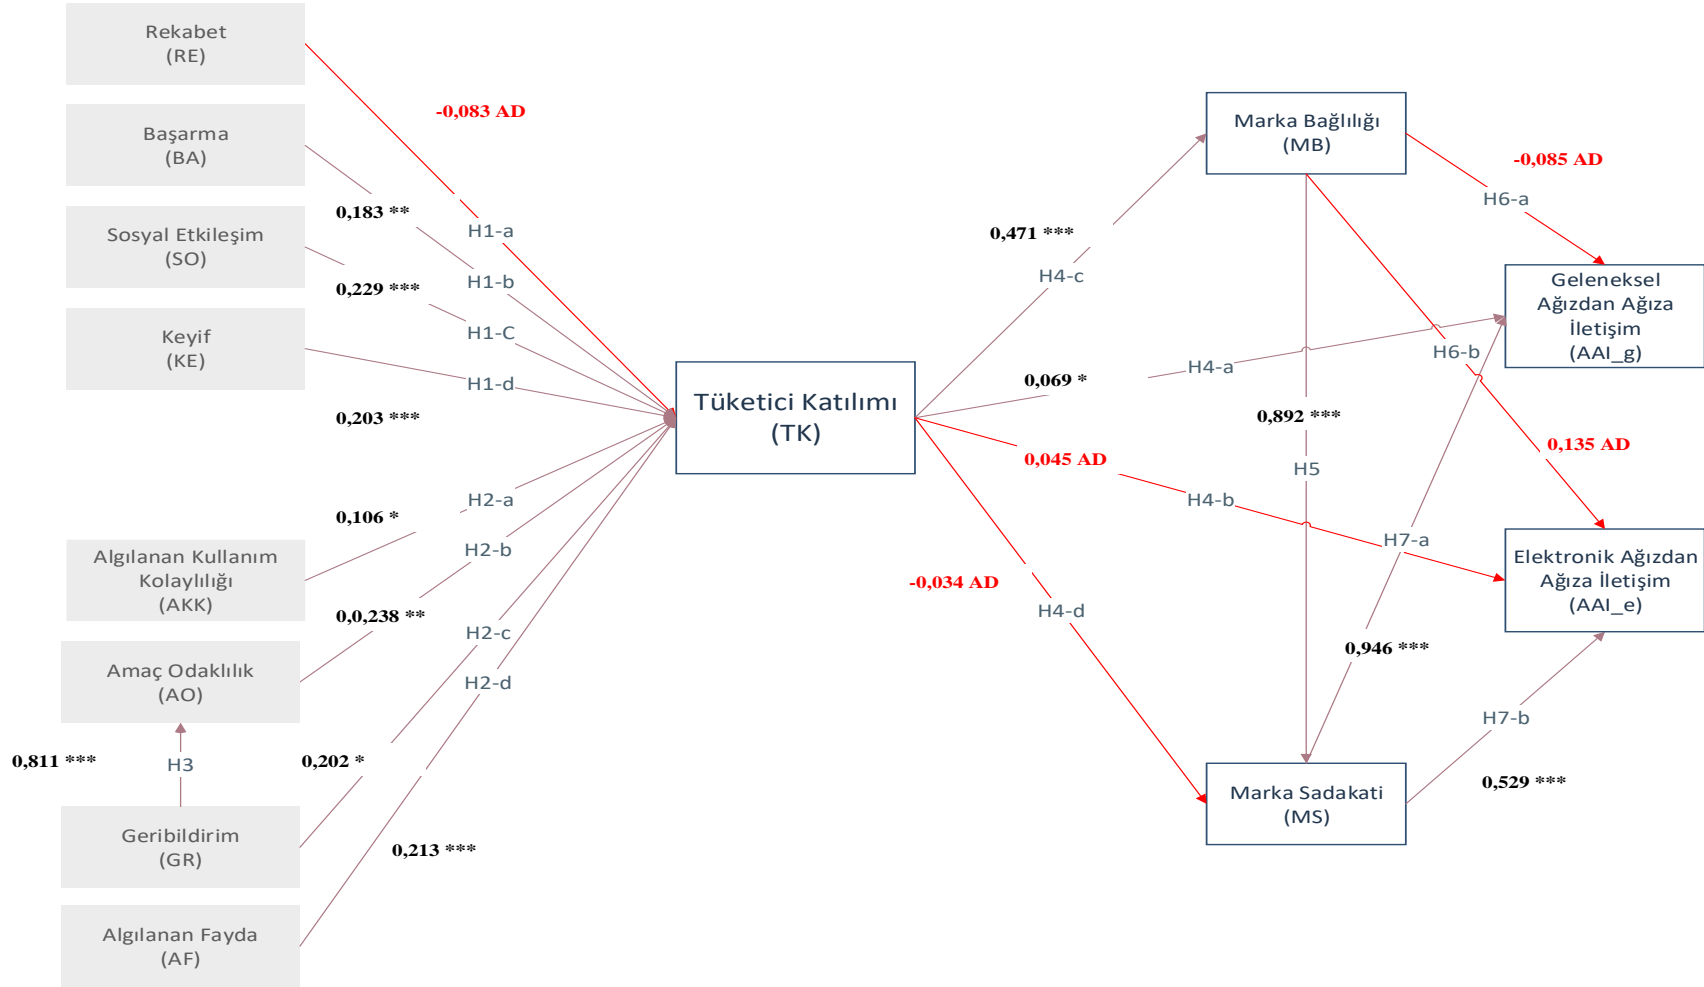 Rekabet
(RE)
Başarma
(BA)
Sosyal Etkileşim
(SO)
Keyif
(KE)
Algılanan Kullanım
Kolaylılığı
(AKK)
Amaç Odaklılık
(AO)
Geribildirim
(GR)
Algılanan Fayda
(AF)
-0,083 AD
0,183 **
0,229 ***
0,203 ***
0,106 *
0,0,238 **
0,811 ***
0,202 *
0,213 ***
H1-a
H1-b
H1-C
H1-d
H2-a
H2-b
H2-c
H2-d
H3
Tüketici Katılımı
(TK)
0,471 ***
H4-c
0,069 *
H4-a
0,045 AD
H4-b
-0,034 AD
H4-d
Marka Bağlılığı
(MB)
-0,085 AD
H6-a
H6-b
0,135 AD
0,892 ***
H5
H7-a
0,946 ***
H7-b
0,529 ***
Geleneksel
Ağızdan Ağıza
İletişim
(AAI_g)
Elektronik Ağızdan
Ağıza İletişim
(AAI_e)
Marka Sadakati
(MS)